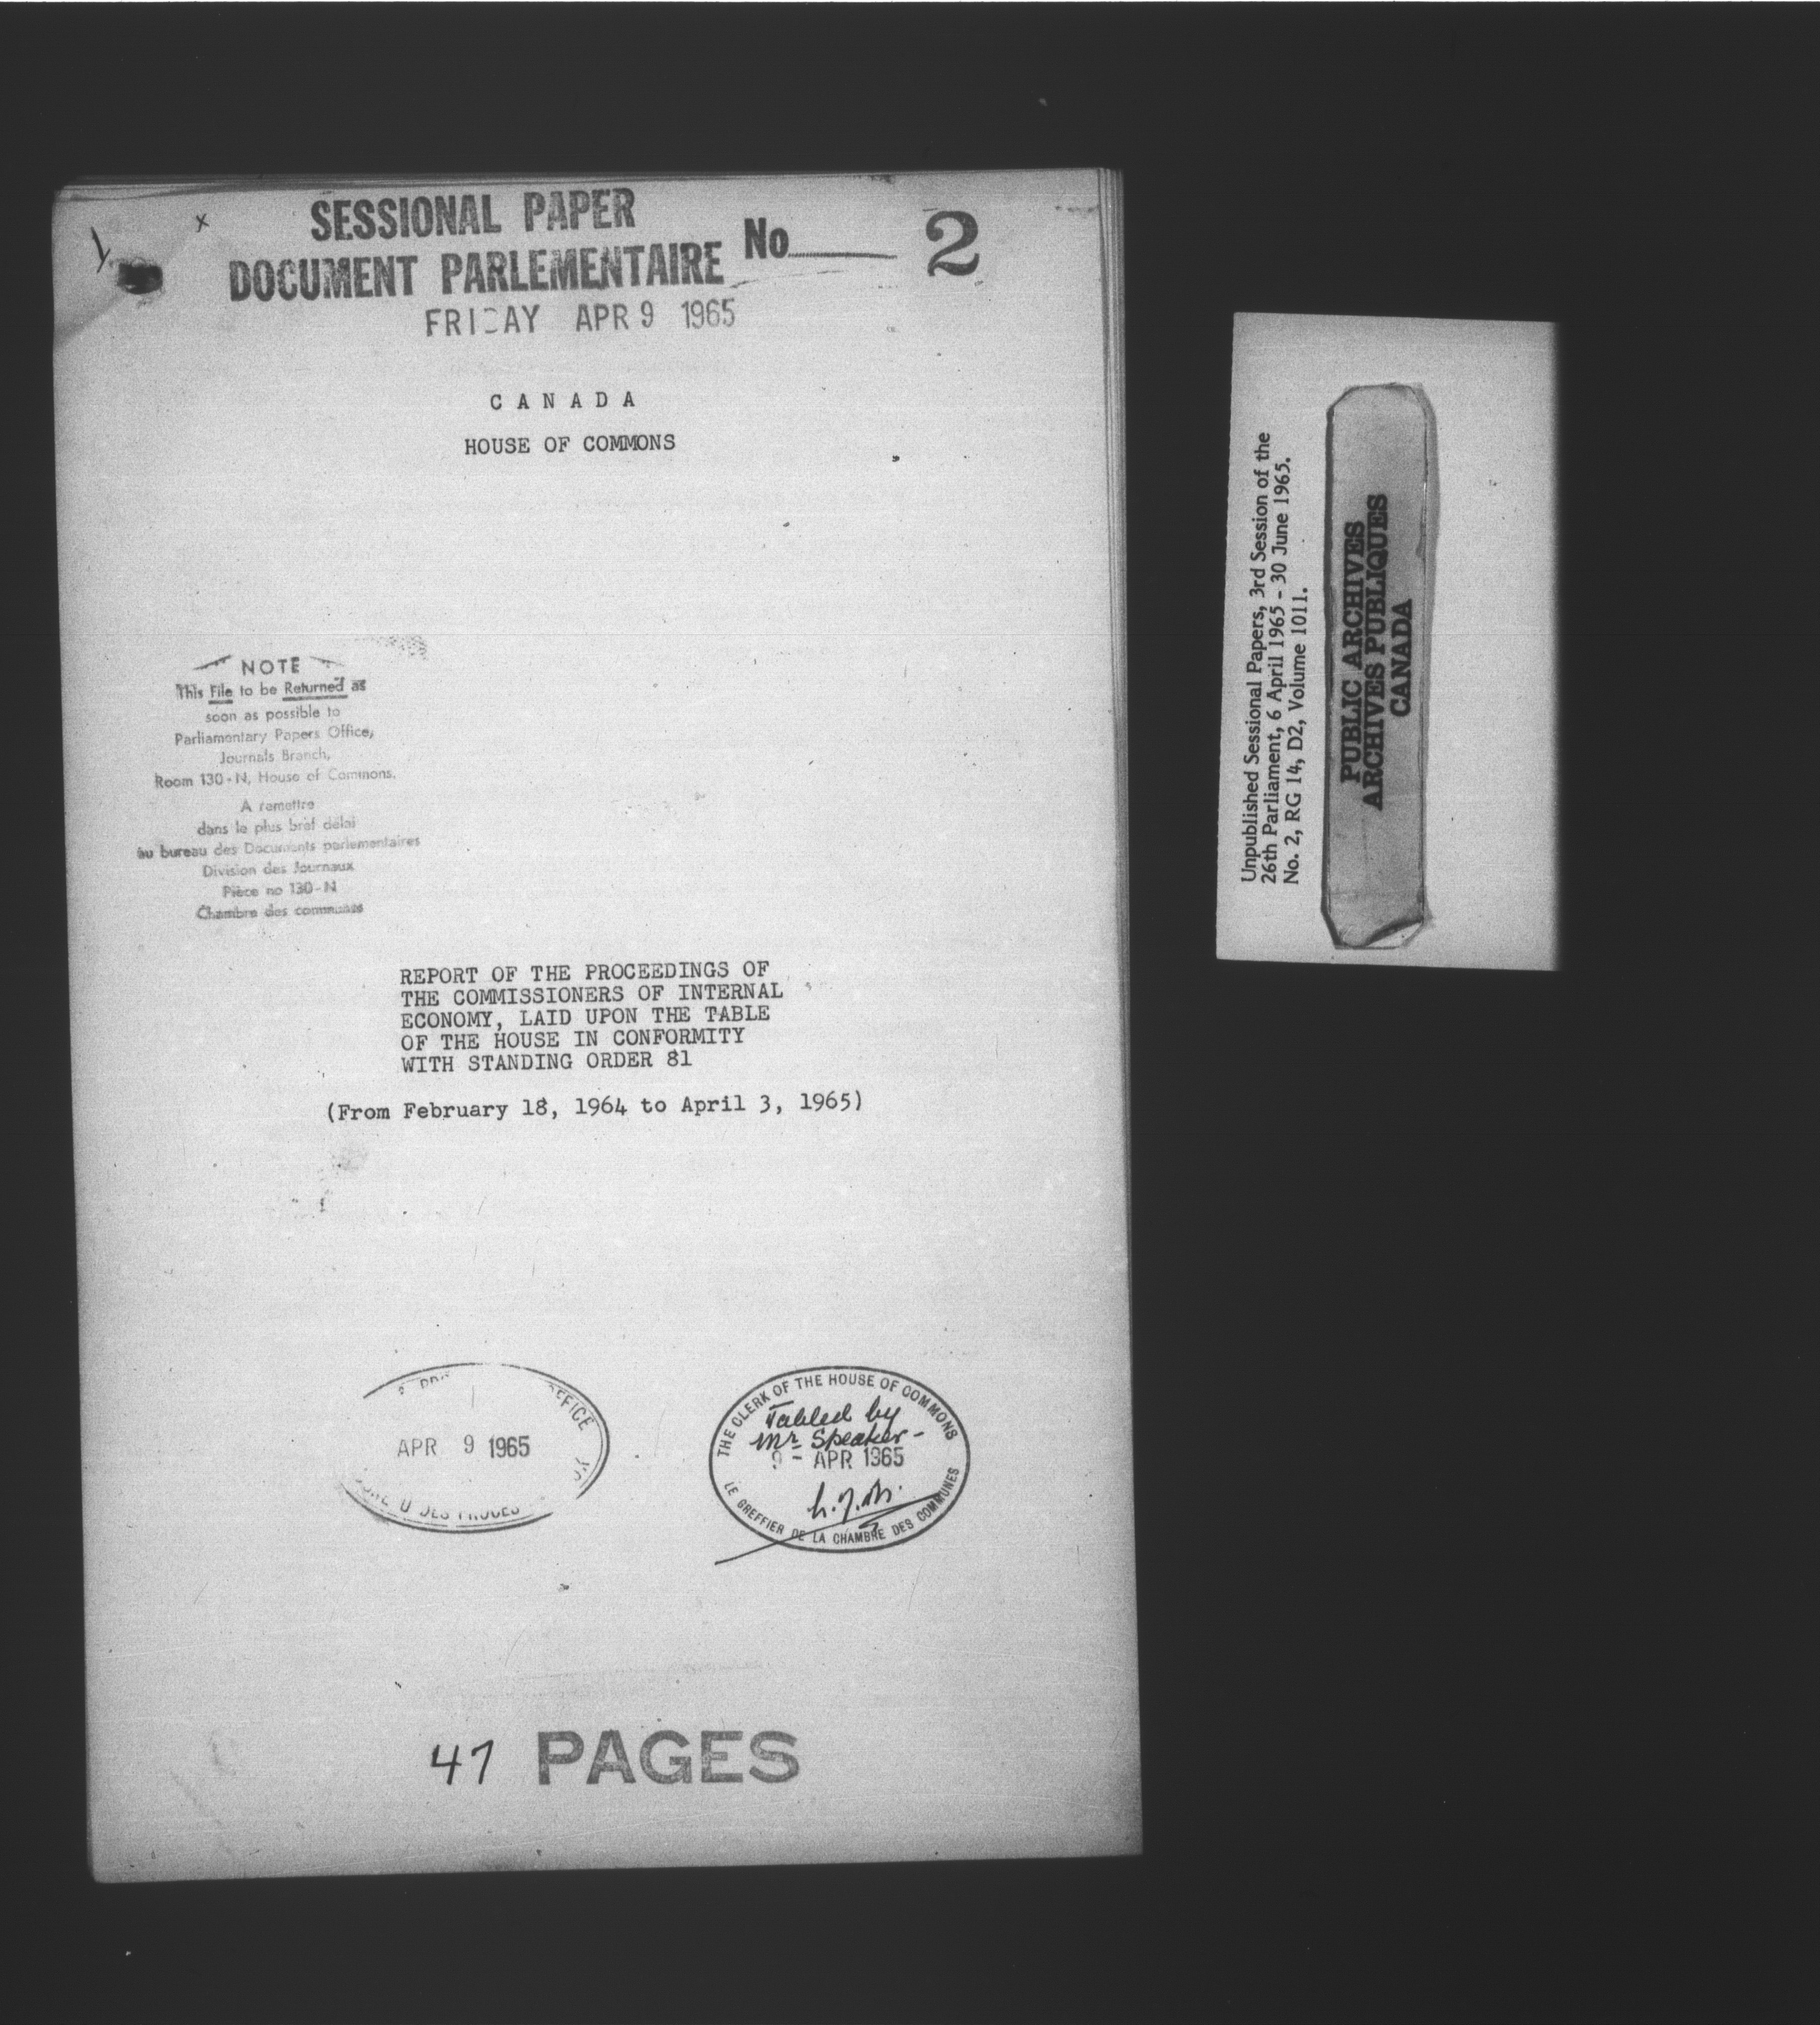 SESSIONAL PAPER
DOCUMENT PARLEMENTAIRE No 2
FRIDAY APR 9 1965
CANADA
HOUSE OF COMMONS
NOTE
This File to be Returned as
soon as possible to
Parliamentary Papers Office,
Journals Branch,
Room 130-N, House of Commons.
A remettre
dans le plus bref délai
au bureau des Documents parlementaires
Division des Journaux
Pièce no 130-N
Chambre des communes
REPORT OF THE PROCEEDINGS OF
THE COMMISSIONERS OF INTERNAL
ECONOMY, LAID UPON THE TABLE
OF THE HOUSE IN CONFORMITY
WITH STANDING ORDER 81
(From February 18, 1964 to April 3, 1965)
APR 9 1965
THE CLERK OF THE HOUSE OF COMMONS
Tabled by
Mr Speaker -
9 - APR 1965
LE GREFFIER DE LA CHAMBRE DES COMMUNES
47 PAGES
Unpublished Sessional Papers, 3rd Session of the
26th Parliament, 6 April 1965 - 30 June 1965.
No. 2, RG 14, D2, Volume 1011.
PUBLIC ARCHIVES
ARCHIVES PUBLIQUES
CANADA